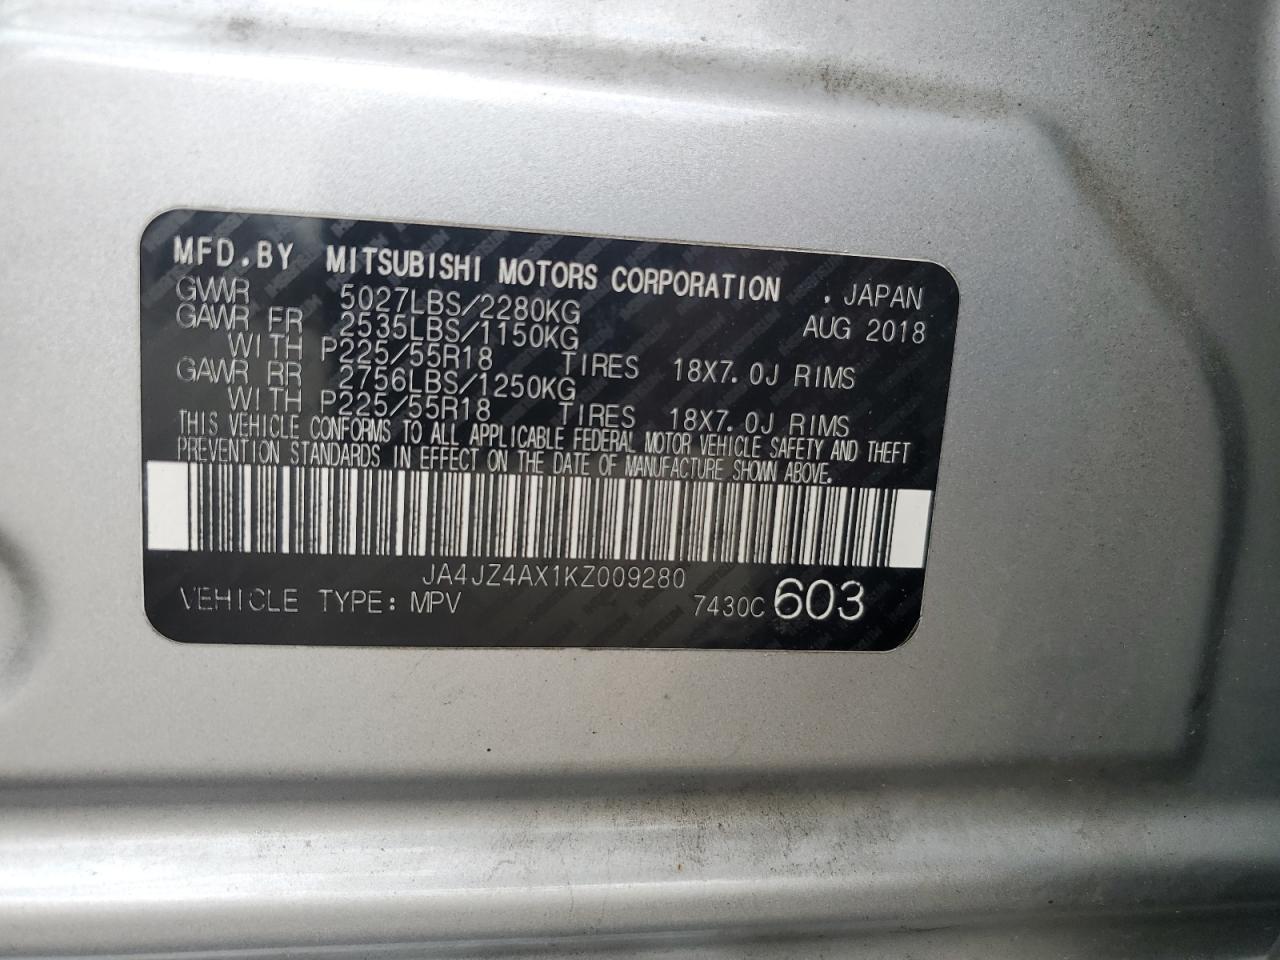 MFD.BY MITSUBISHI MOTORS CORPORATION . JAPAN
GVWR 5027LBS/2280KG AUG 2018
GAWR FR 2535LBS/1150KG
WITH P225/55R18 TIRES 18X7.0J RIMS
GAWR RR 2756LBS/1250KG
WITH P225/55R18 TIRES 18X7.0J RIMS
THIS VEHICLE CONFORMS TO ALL APPLICABLE FEDERAL MOTOR VEHICLE SAFETY AND THEFT
PREVENTION STANDARDS IN EFFECT ON THE DATE OF MANUFACTURE SHOWN ABOVE.
JA4JZ4AX1KZ009280
VEHICLE TYPE: MPV 7430C 603